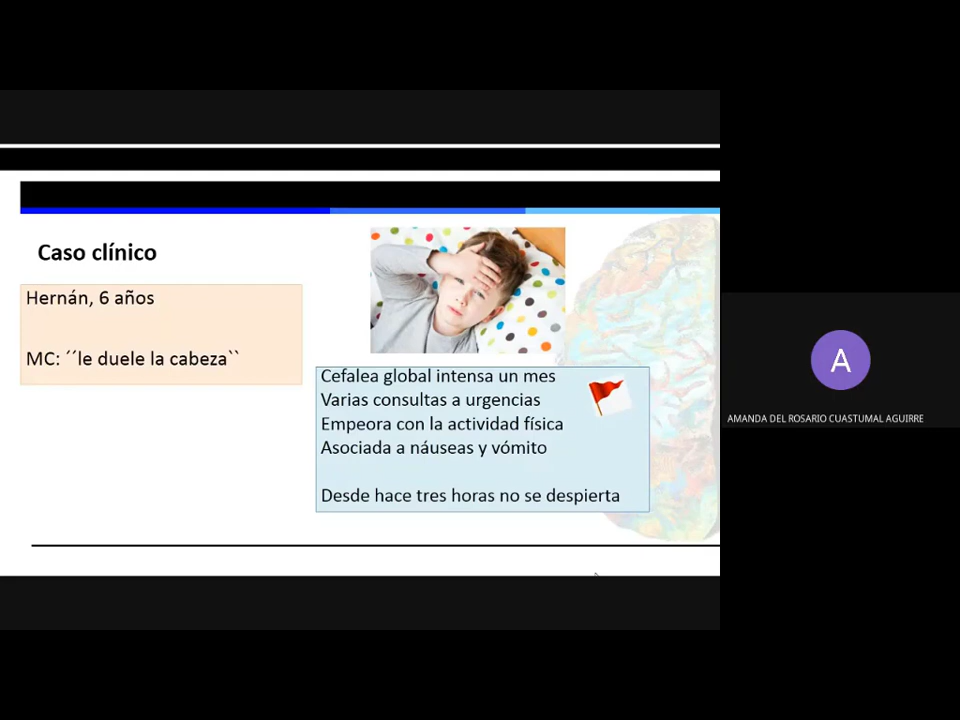 Caso clínico
Hernán, 6 años
MC: ´´le duele la cabeza``
Cefalea global intensa un mes
Varias consultas a urgencias
Empeora con la actividad física
Asociada a náuseas y vómito
Desde hace tres horas no se despierta
A
AMANDA DEL ROSARIO CUASTUMAL AGUIRRE